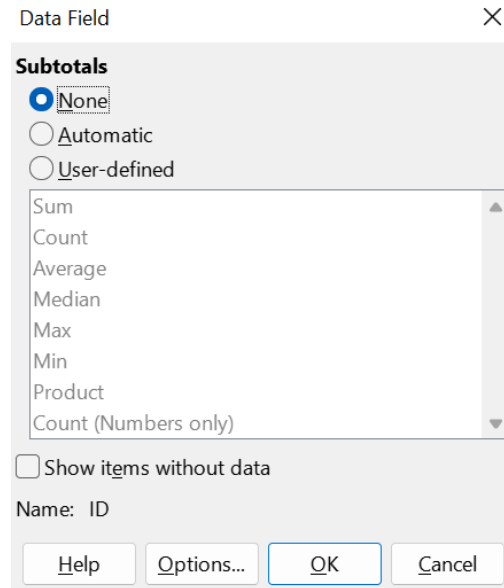 Data Field
Subtotals
None
Automatic
User-defined
Sum
Count
Average
Median
Max
Min
Product
Count (Numbers only)
Show items without data
Name: ID
Help Options... OK Cancel